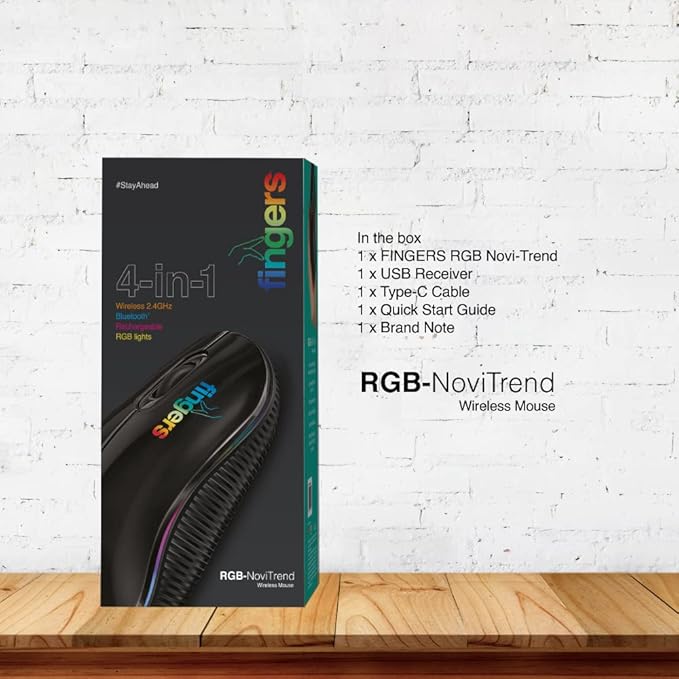 #StayAhead
fingers
4-in-1
Wireless 2.4GHz
Bluetooth
Rechargeable
RGB lights
fingers
RGB-NoviTrend
Wireless Mouse
In the box
1 x FINGERS RGB Novi-Trend
1 x USB Receiver
1 x Type-C Cable
1 x Quick Start Guide
1 x Brand Note
RGB-NoviTrend
Wireless Mouse